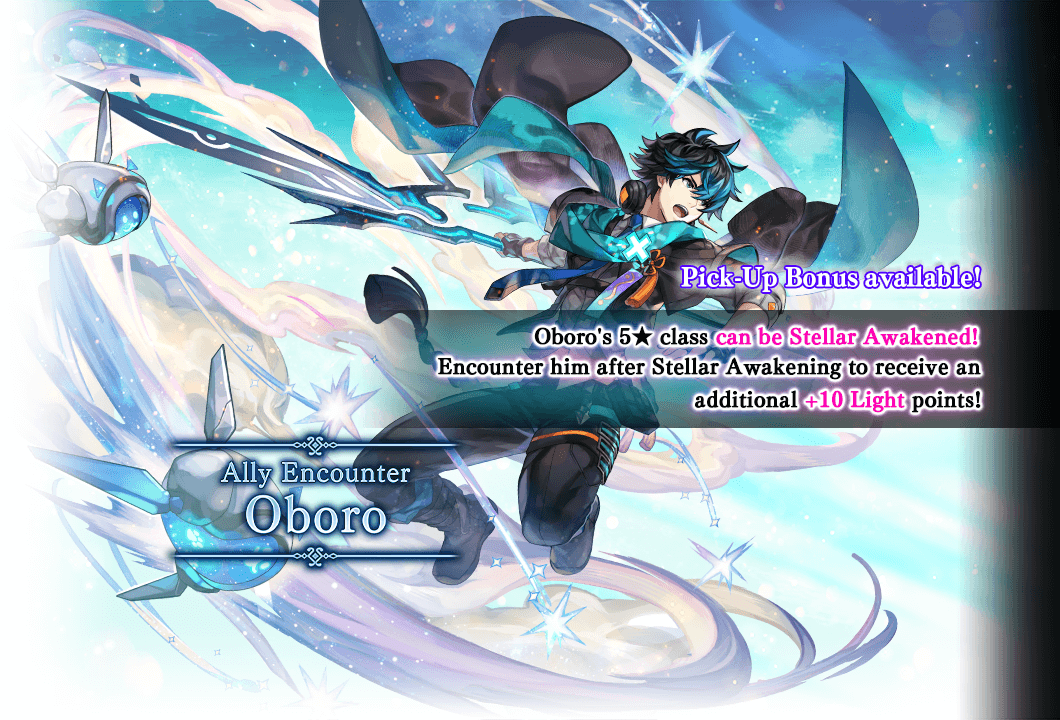 Pick-Up Bonus available!
Oboro's 5★ class can be Stellar Awakened!
Encounter him after Stellar Awakening to receive an
additional +10 Light points!
Ally Encounter
Oboro